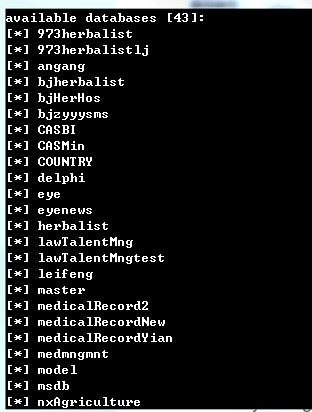 available databases [43]:
[*] 973herbalist
[*] 973herbalistlj
[*] angang
[*] bjherbalist
[*] bjHerHos
[*] bjzyyysms
[*] CASBI
[*] CASMin
[*] COUNTRY
[*] delphi
[*] eye
[*] eyenews
[*] herbalist
[*] lawTalentMng
[*] lawTalentMngtest
[*] leifeng
[*] master
[*] medicalRecord2
[*] medicalRecordNew
[*] medicalRecordYian
[*] medmngmnt
[*] model
[*] msdb
[*] nxAgriculture